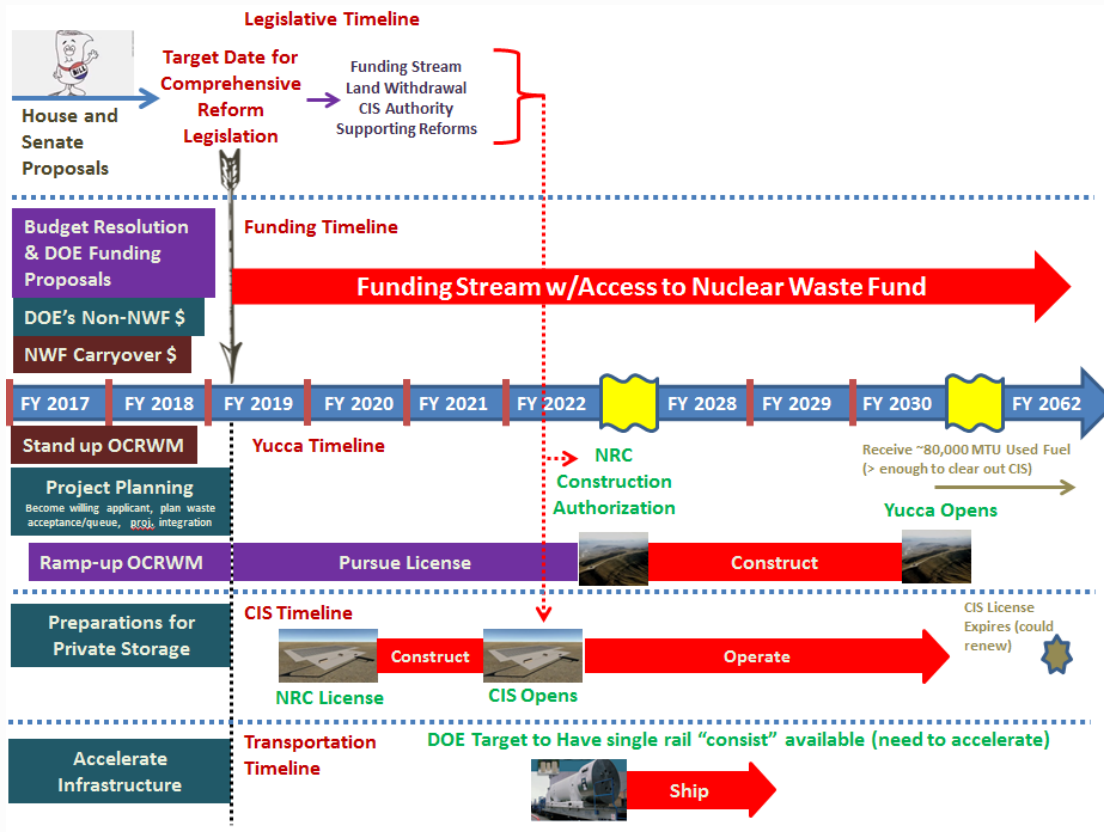 Legislative Timeline
House and
Senate
Proposals
Target Date for
Comprehensive
Reform
Legislation
Funding Stream
Land Withdrawal
CIS Authority
Supporting Reforms
Budget Resolution
& DOE Funding
Proposals
DOE's Non-NWF $
NWF Carryover $
Funding Timeline
Funding Stream w/Access to Nuclear Waste Fund
FY 2017
FY 2018
FY 2019
FY 2020
FY 2021
FY 2022
FY 2028
FY 2029
FY 2030
FY 2062
Stand up OCRWM
Yucca Timeline
Project Planning
Become willing applicant, plan waste
acceptance/queue, proj. integration
NRC
Construction
Authorization
Receive ~80,000 MTU Used Fuel
(> enough to clear out CIS)
Yucca Opens
Ramp-up OCRWM
Pursue License
Construct
Preparations for
Private Storage
CIS Timeline
NRC License
Construct
CIS Opens
Operate
CIS License
Expires (could
renew)
Accelerate
Infrastructure
Transportation
Timeline
DOE Target to Have single rail “consist” available (need to accelerate)
Ship